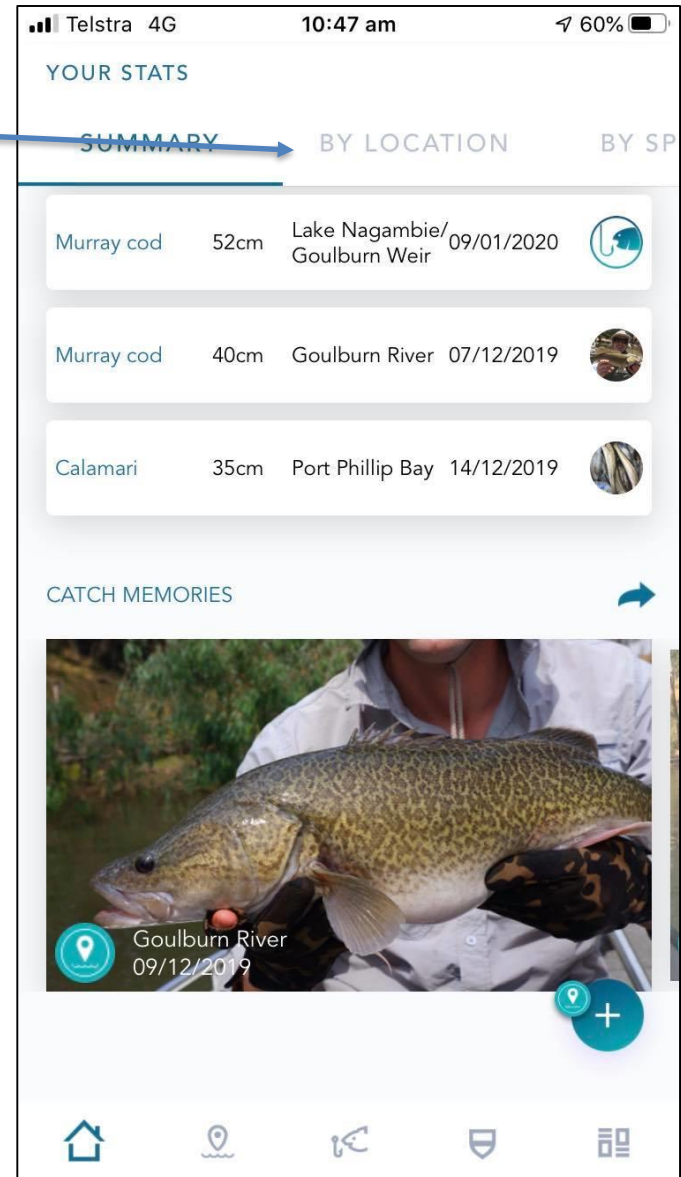 Telstra 4G 10:47 am 60%
YOUR STATS
SUMMARY BY LOCATION BY SP
Murray cod 52cm Lake Nagambie/ 09/01/2020
Goulburn Weir
Murray cod 40cm Goulburn River 07/12/2019
Calamari 35cm Port Phillip Bay 14/12/2019
CATCH MEMORIES
Goulburn River
09/12/2019
+